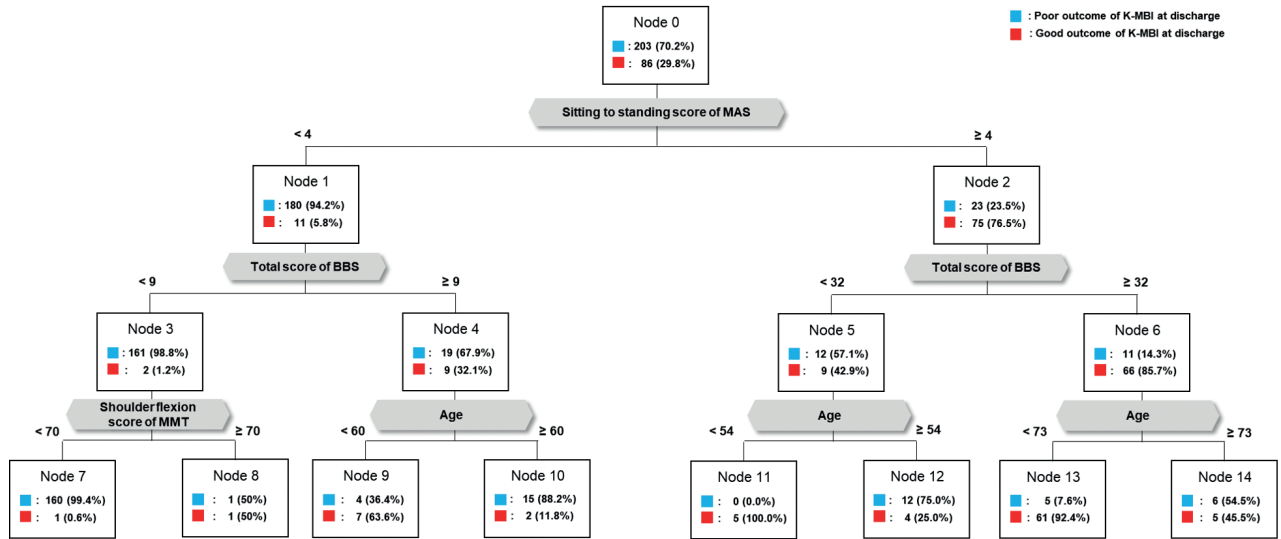 Node 0
: 203 (70.2%)
: 86 (29.8%)
: Poor outcome of K-MBI at discharge
: Good outcome of K-MBI at discharge
Sitting to standing score of MAS
< 4
≥ 4
Node 1
: 180 (94.2%)
: 11 (5.8%)
Node 2
: 23 (23.5%)
: 75 (76.5%)
Total score of BBS
Total score of BBS
< 9
≥ 9
< 32
≥ 32
Node 3
: 161 (98.8%)
: 2 (1.2%)
Node 4
: 19 (67.9%)
: 9 (32.1%)
Node 5
: 12 (57.1%)
: 9 (42.9%)
Node 6
: 11 (14.3%)
: 66 (85.7%)
Shoulder flexion
score of MMT
Age
Age
Age
< 70
≥ 70
< 60
≥ 60
< 54
≥ 54
< 73
≥ 73
Node 7
: 160 (99.4%)
: 1 (0.6%)
Node 8
: 1 (50%)
: 1 (50%)
Node 9
: 4 (36.4%)
: 7 (63.6%)
Node 10
: 15 (88.2%)
: 2 (11.8%)
Node 11
: 0 (0.0%)
: 5 (100.0%)
Node 12
: 12 (75.0%)
: 4 (25.0%)
Node 13
: 5 (7.6%)
: 61 (92.4%)
Node 14
: 6 (54.5%)
: 5 (45.5%)